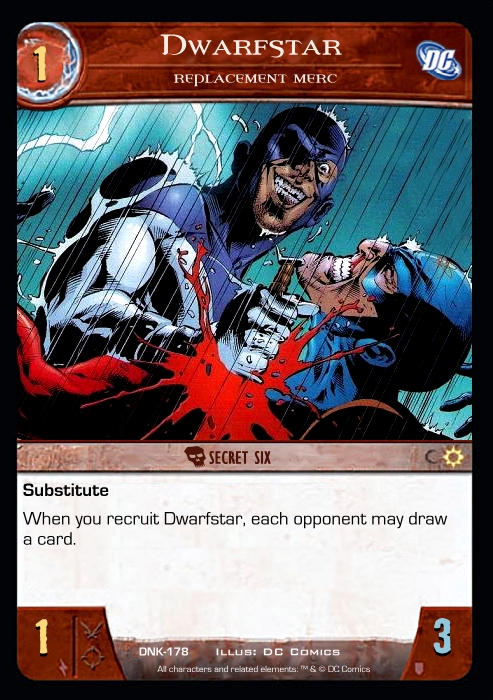 1
Dwarfstar
Replacement Merc
DC
SECRET SIX
C
Substitute
When you recruit Dwarfstar, each opponent may draw
a card.
1
DNK-178 Illus: DC Comics
All characters and related elements: ™ & © DC Comics
3